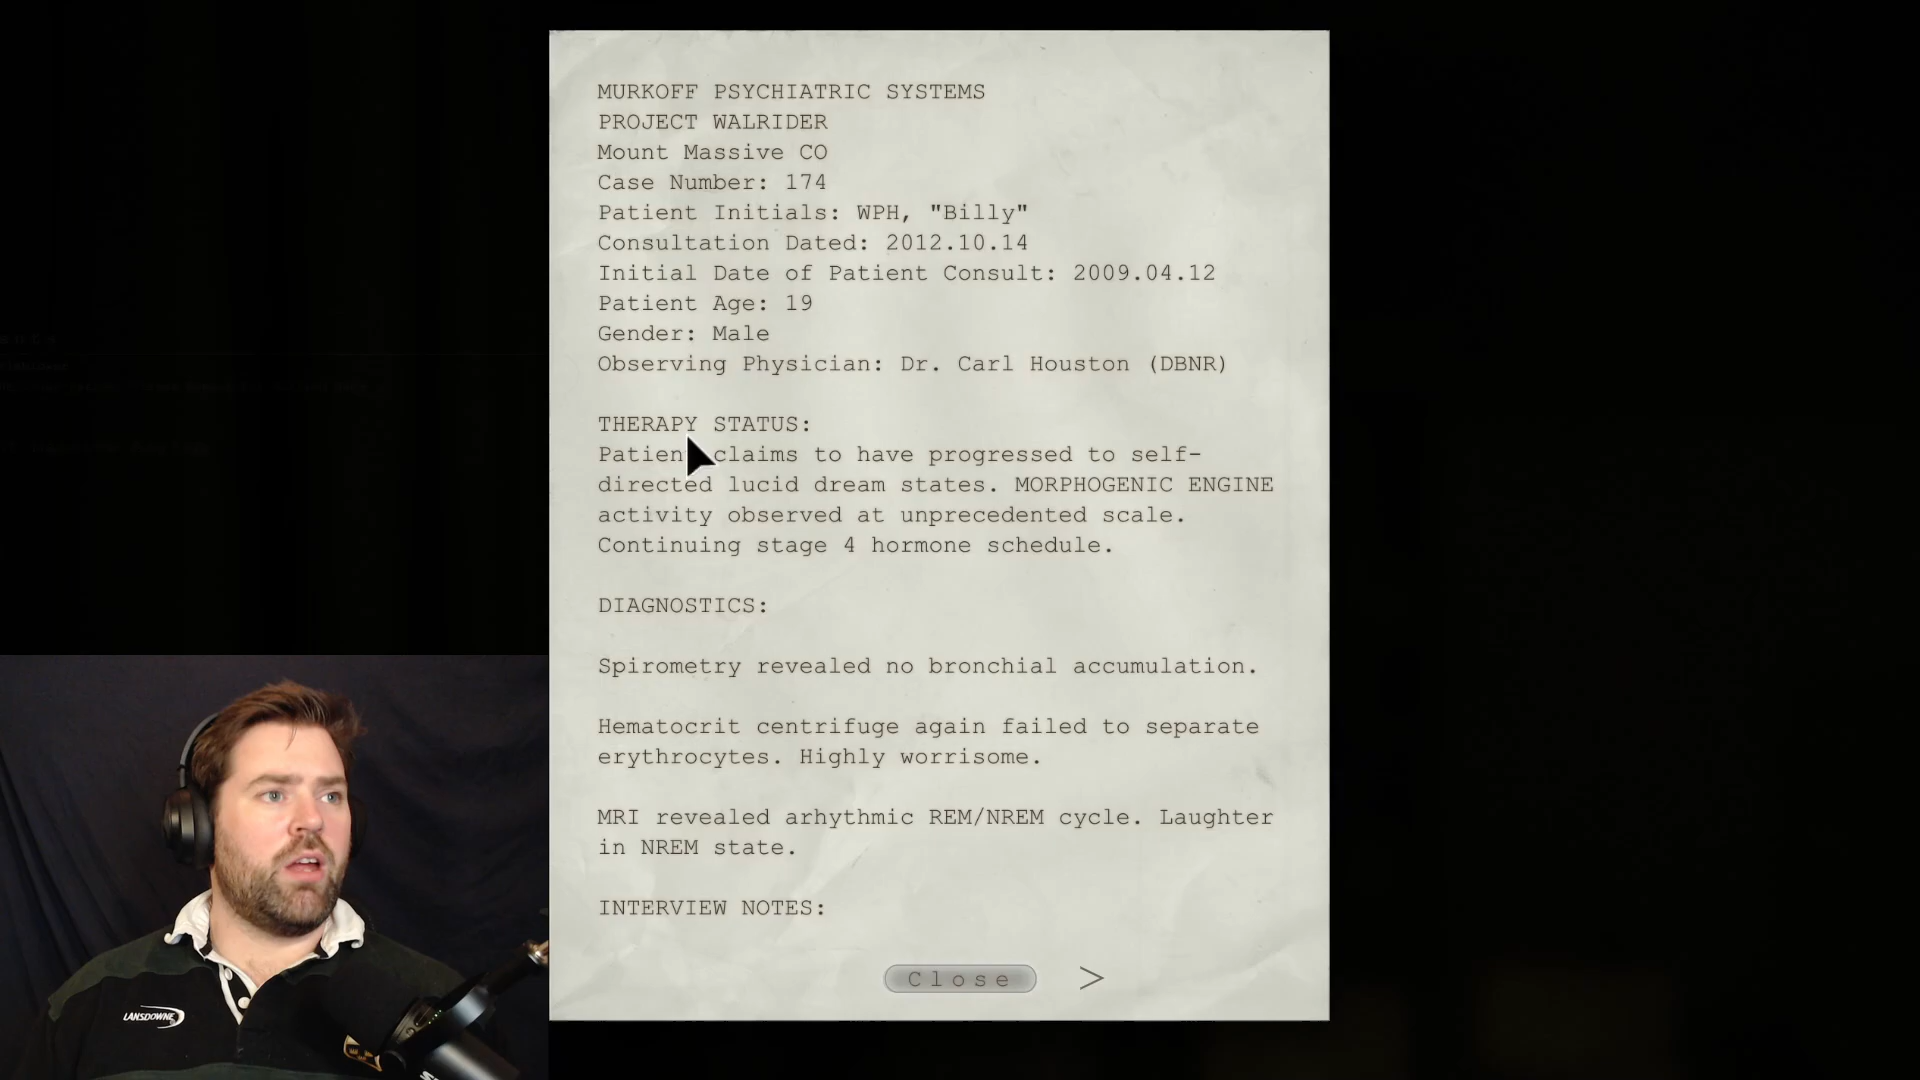 MURKOFF PSYCHIATRIC SYSTEMS
PROJECT WALRIDER
Mount Massive CO
Case Number: 174
Patient Initials: WPH, "Billy"
Consultation Dated: 2012.10.14
Initial Date of Patient Consult: 2009.04.12
Patient Age: 19
Gender: Male
Observing Physician: Dr. Carl Houston (DBNR)
THERAPY STATUS:
Patient claims to have progressed to self-
directed lucid dream states. MORPHOGENIC ENGINE
activity observed at unprecedented scale.
Continuing stage 4 hormone schedule.
DIAGNOSTICS:
Spirometry revealed no bronchial accumulation.
Hematocrit centrifuge again failed to separate
erythrocytes. Highly worrisome.
MRI revealed arhythmic REM/NREM cycle. Laughter
in NREM state.
INTERVIEW NOTES:
Close >
LANSDOWNE